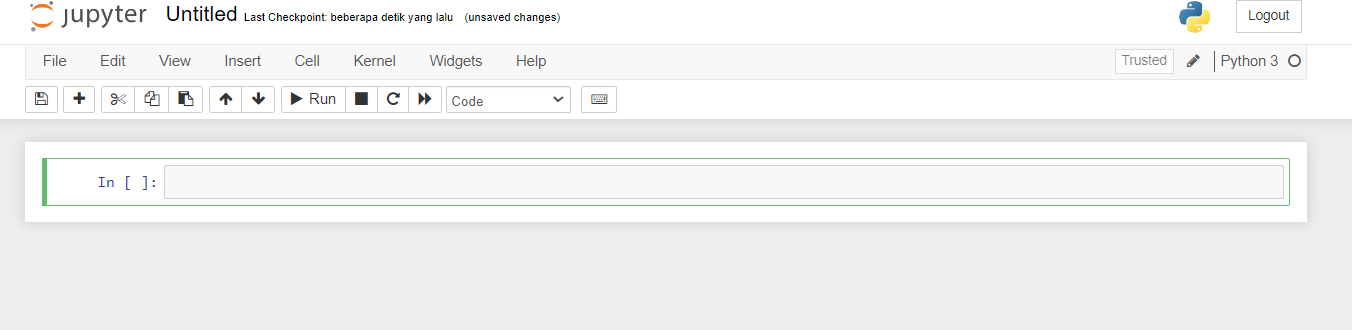 jupyter Untitled Last Checkpoint: beberapa detik yang lalu (unsaved changes) Logout
File Edit View Insert Cell Kernel Widgets Help Trusted Python 3
Run Code
In [ ]: